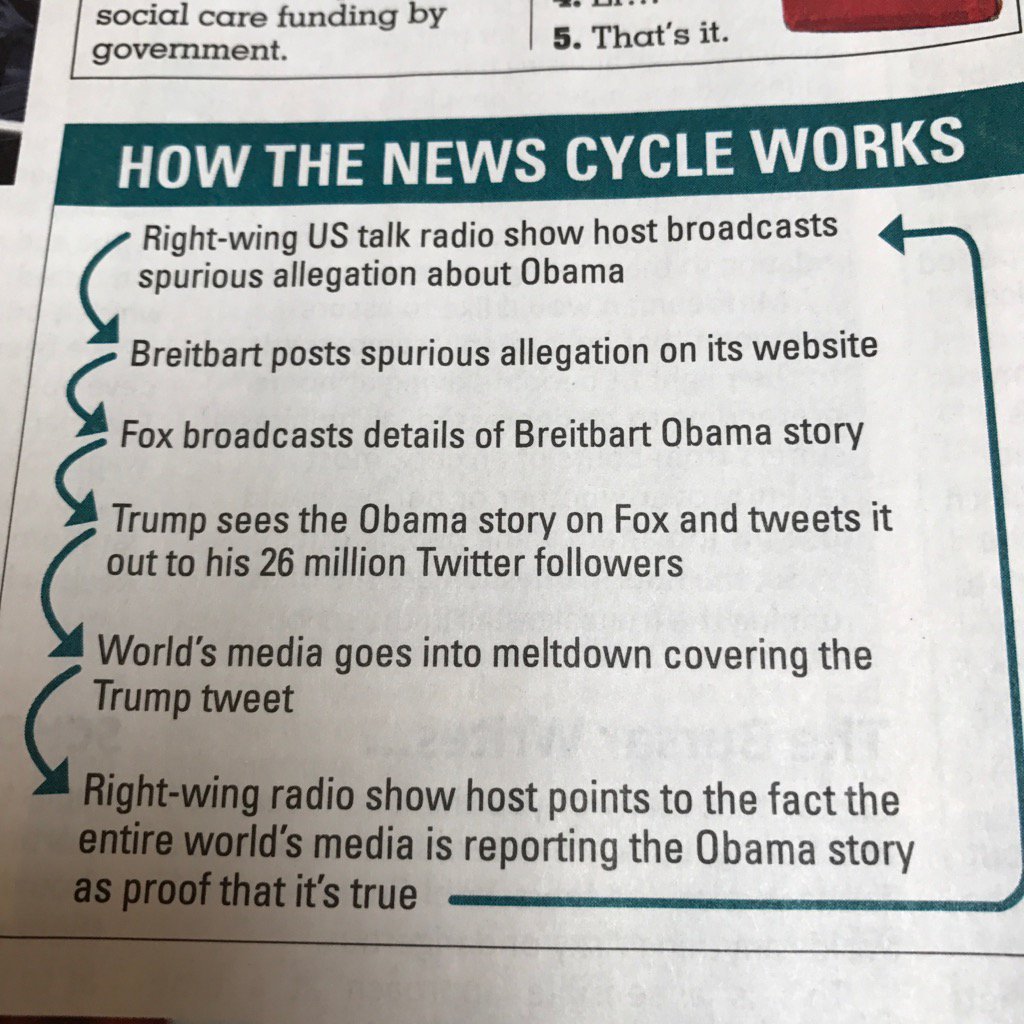 social care funding by
government.
5. That's it.
HOW THE NEWS CYCLE WORKS
Right-wing US talk radio show host broadcasts
spurious allegation about Obama
Breitbart posts spurious allegation on its website
Fox broadcasts details of Breitbart Obama story
Trump sees the Obama story on Fox and tweets it
out to his 26 million Twitter followers
World's media goes into meltdown covering the
Trump tweet
Right-wing radio show host points to the fact the
entire world's media is reporting the Obama story
as proof that it's true